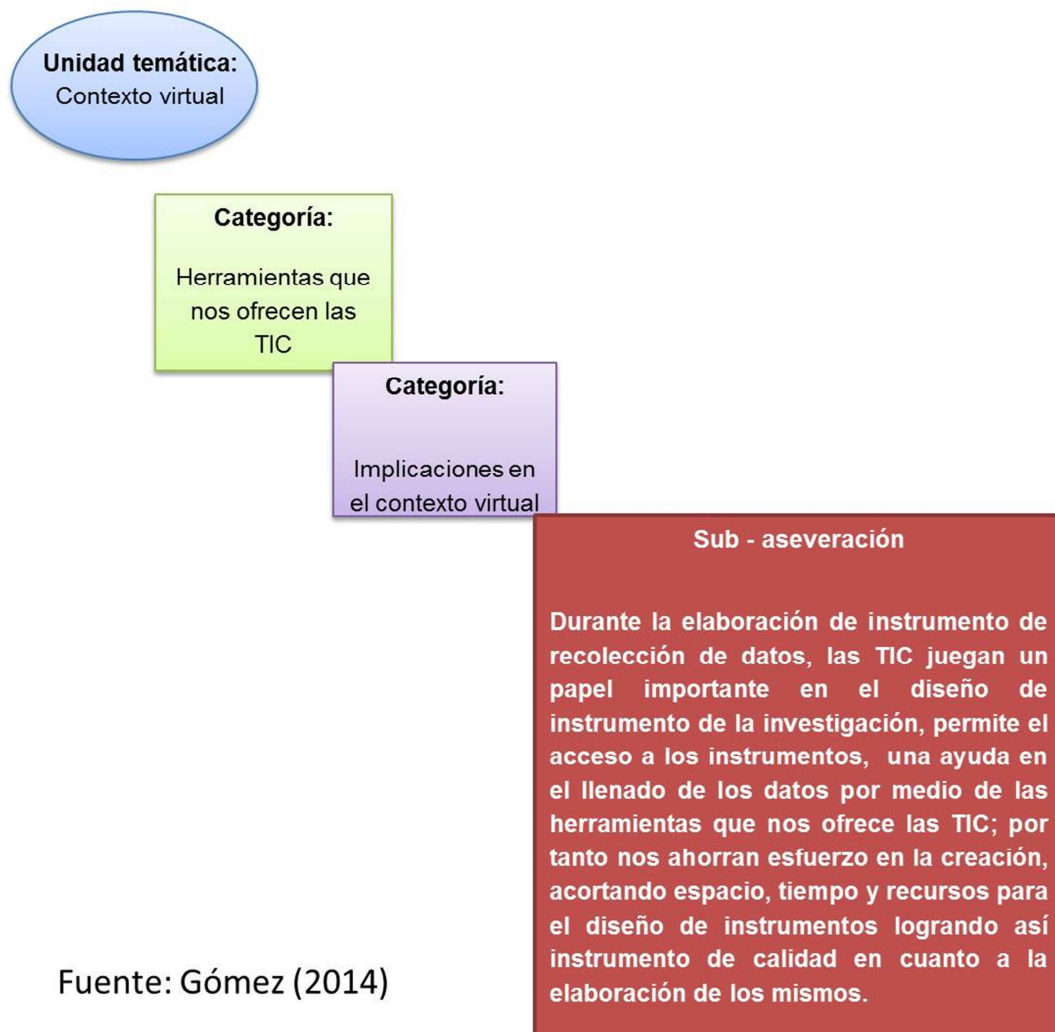 Unidad temática:
Contexto virtual
Categoría:
Herramientas que
nos ofrecen las
TIC
Categoría:
Implicaciones en
el contexto virtual
Sub - aseveración
Durante la elaboración de instrumento de
recolección de datos, las TIC juegan un
papel importante en el diseño de
instrumento de la investigación, permite el
acceso a los instrumentos, una ayuda en
el llenado de los datos por medio de las
herramientas que nos ofrece las TIC; por
tanto nos ahorran esfuerzo en la creación,
acortando espacio, tiempo y recursos para
el diseño de instrumentos logrando así
instrumento de calidad en cuanto a la
elaboración de los mismos.
Fuente: Gómez (2014)